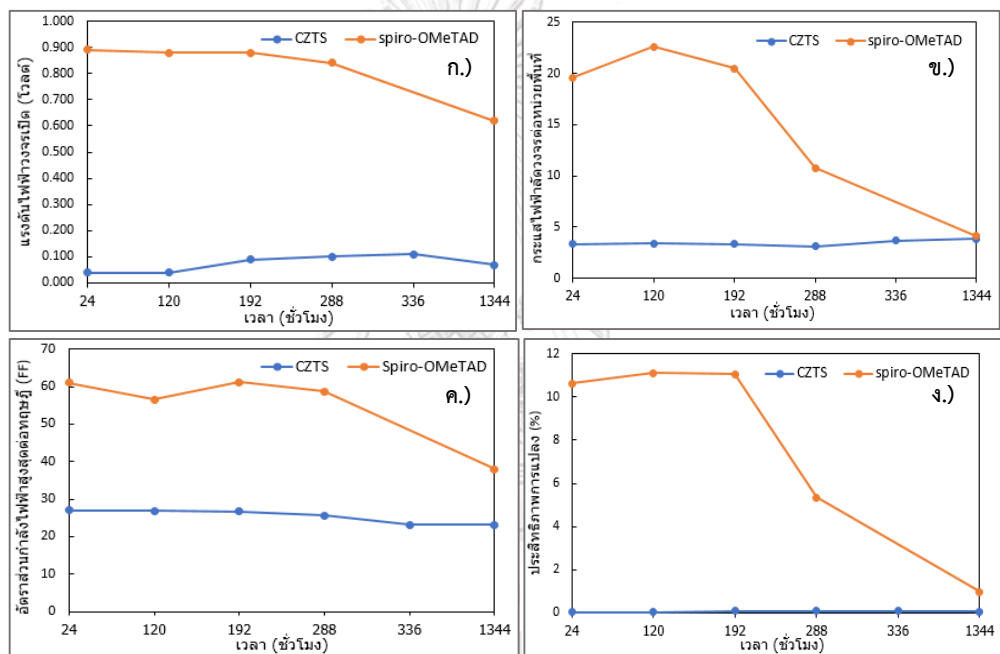 1.000
0.900
0.800
0.700
0.600
0.500
0.400
0.300
0.200
0.100
0.000
แรงดันไฟฟ้าวงจรเปิด (โวลต์)
CZTS spiro-OMeTAD
ก.)
24 120 192 288 336 1344
เวลา (ชั่วโมง)
25
20
15
10
5
0
กระแสไฟฟ้าลัดวงจรต่อหน่วยพื้นที่
CZTS spiro-OMeTAD
ข.)
24 120 192 288 336 1344
เวลา (ชั่วโมง)
70
60
50
40
30
20
10
0
อัตราส่วนกำลังไฟฟ้าสูงสุดต่อทฤษฎี (FF)
CZTS Spiro-OMeTAD
ค.)
24 120 192 288 336 1344
เวลา (ชั่วโมง)
12
10
8
6
4
2
0
ประสิทธิภาพการแปลง (%)
CZTS spiro-OMeTAD
ง.)
24 120 192 288 336 1344
เวลา (ชั่วโมง)